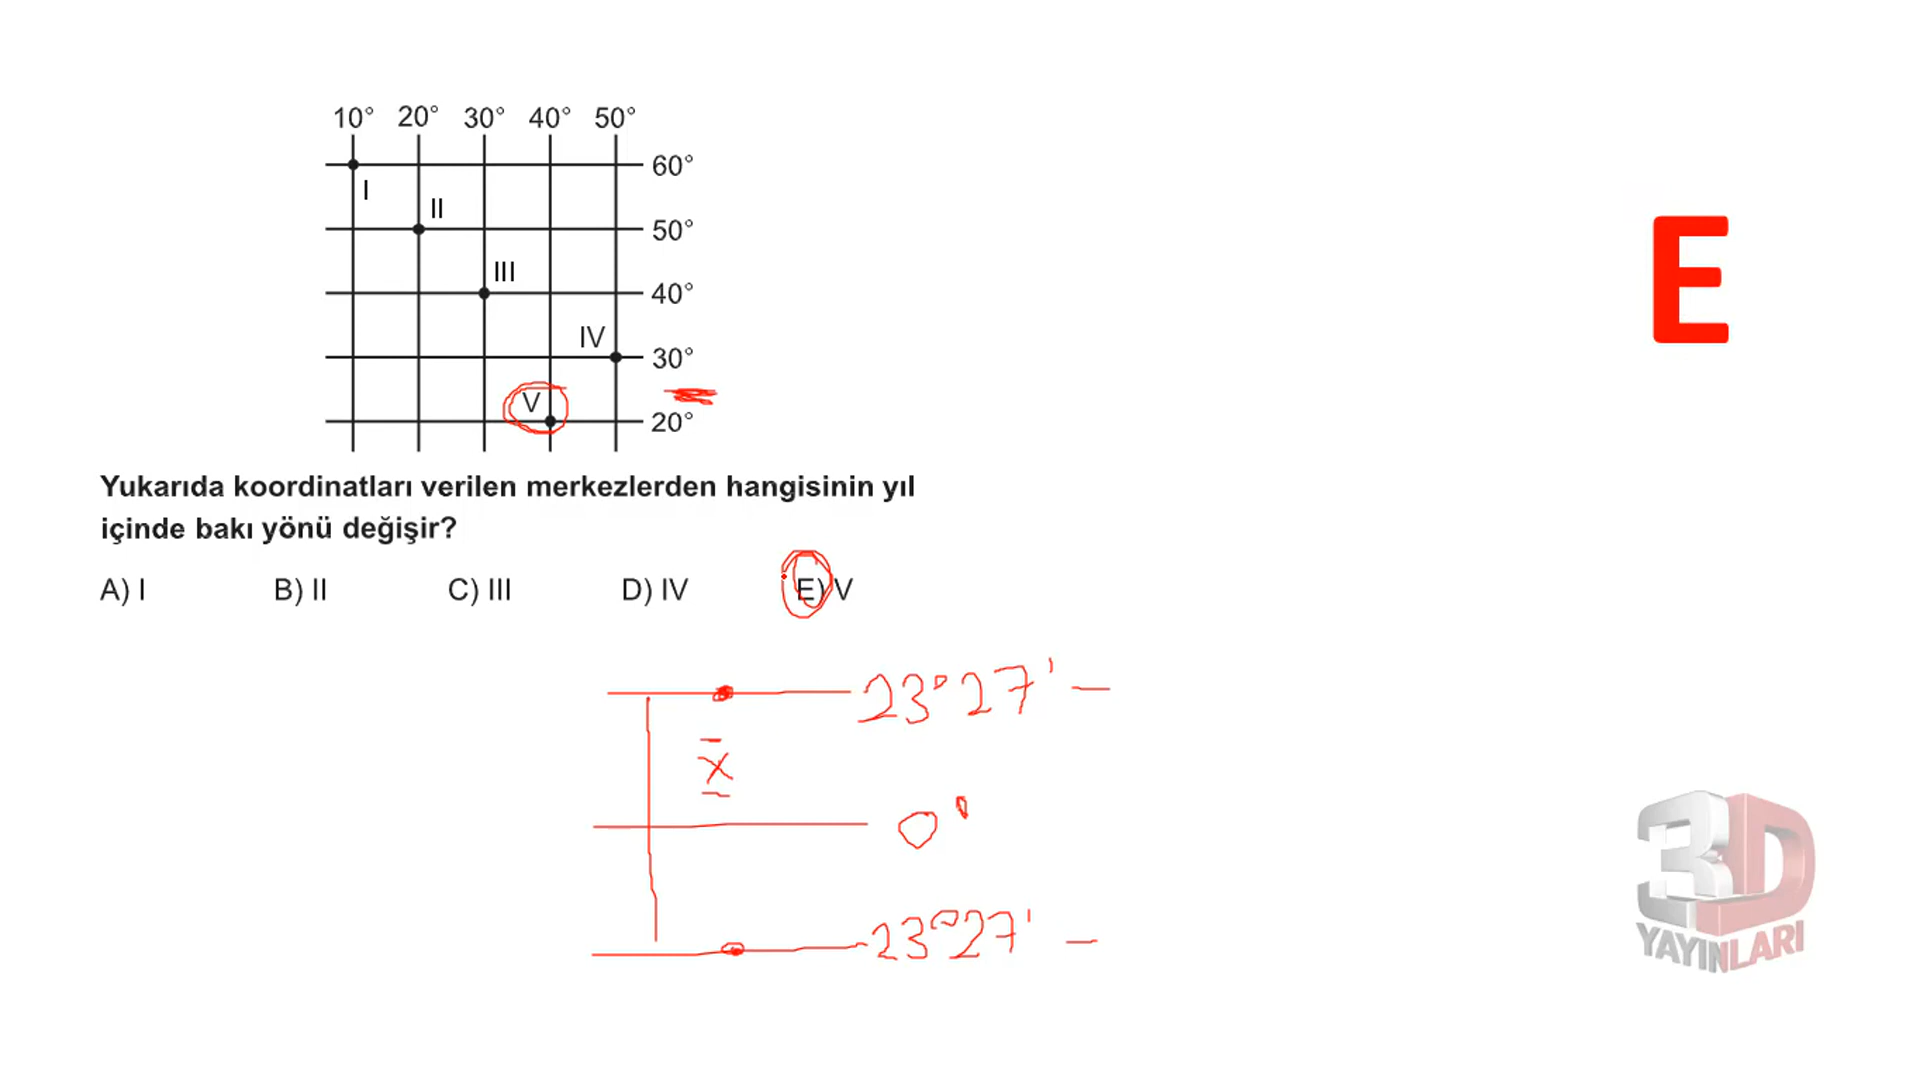 10° 20° 30° 40° 50°
60°
I
II
50°
III
40°
IV
30°
V
20°
Yukarıda koordinatları verilen merkezlerden hangisinin yıl
içinde bakı yönü değişir?
A) I B) II C) III D) IV E) V
E
23°27'
x
0°
23°27'
3D
YAYINLARI